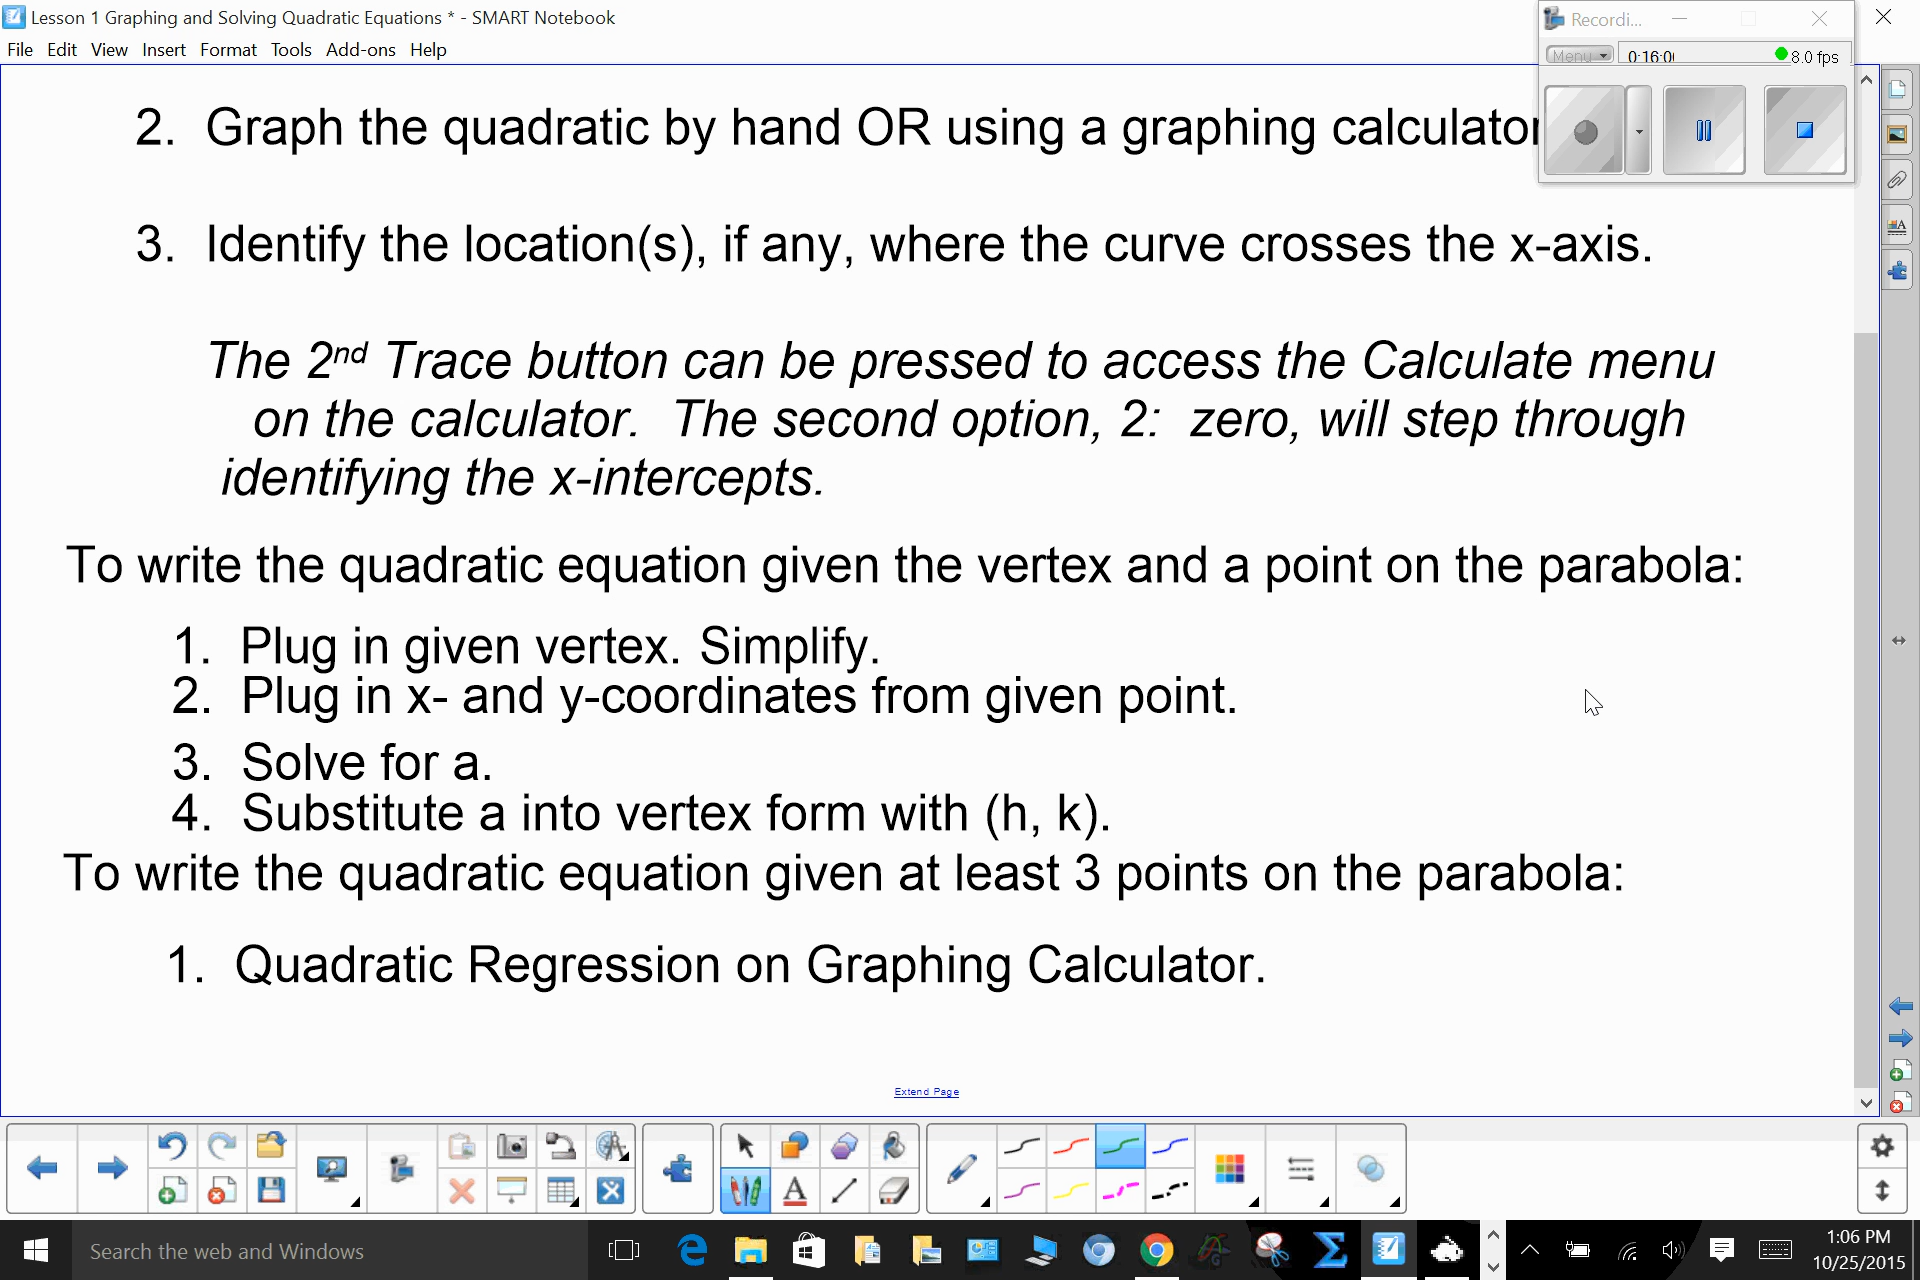 Lesson 1 Graphing and Solving Quadratic Equations * - SMART Notebook
File Edit View Insert Format Tools Add-ons Help
Recordi...
Menu
0:16:0
8.0 fps
2. Graph the quadratic by hand OR using a graphing calculator
3. Identify the location(s), if any, where the curve crosses the x-axis.
The 2nd Trace button can be pressed to access the Calculate menu
on the calculator. The second option, 2: zero, will step through
identifying the x-intercepts.
To write the quadratic equation given the vertex and a point on the parabola:
1. Plug in given vertex. Simplify.
2. Plug in x- and y-coordinates from given point.
3. Solve for a.
4. Substitute a into vertex form with (h, k).
To write the quadratic equation given at least 3 points on the parabola:
1. Quadratic Regression on Graphing Calculator.
Extend Page
Search the web and Windows
1:06 PM
10/25/2015